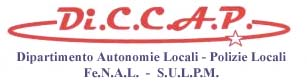 Di.C.C.A.P.
Dipartimento Autonomie Locali - Polizie Locali
Fe.N.A.L. - S.U.L.P.M.